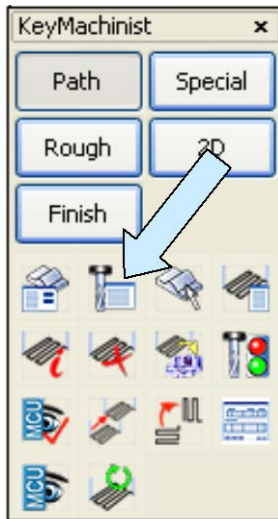 KeyMachinist x
Path Special
Rough 2D
Finish
i
MCU
MCU